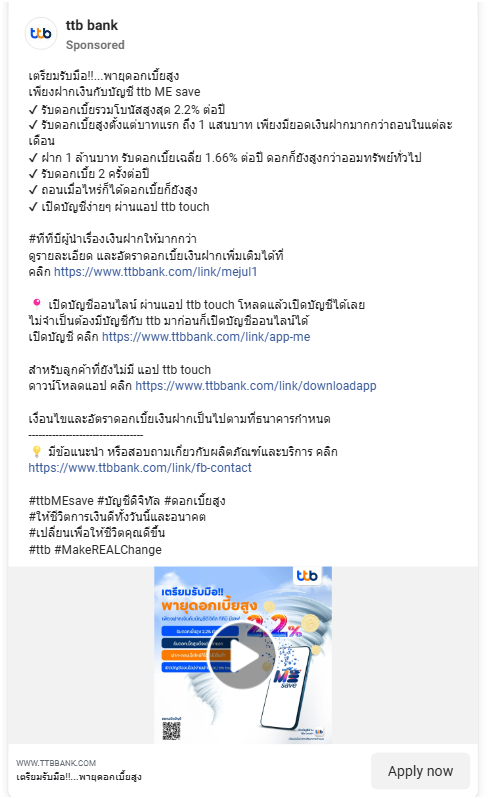 ttb
ttb bank
Sponsored
เตรียมรับมือ!!...พายุดอกเบี้ยสูง
เพียงฝากเงินกับบัญชี ttb ME save
✓ รับดอกเบี้ยรวมโบนัสสูงสุด 2.2% ต่อปี
✓ รับดอกเบี้ยสูงตั้งแต่บาทแรก ถึง 1 แสนบาท เพียงมียอดเงินฝากมากกว่าถอนในแต่ละ
เดือน
✓ ฝาก 1 ล้านบาท รับดอกเบี้ยเฉลี่ย 1.66% ต่อปี ดอกก็ยังสูงกว่าออมทรัพย์ทั่วไป
✓ รับดอกเบี้ย 2 ครั้งต่อปี
✓ ถอนเมื่อไหร่ก็ได้ดอกเบี้ยก็ยังสูง
✓ เปิดบัญชีง่ายๆ ผ่านแอป ttb touch
#ทีทีบีผู้นำเรื่องเงินฝากให้มากกว่า
ดูรายละเอียด และอัตราดอกเบี้ยเงินฝากเพิ่มเติมได้ที่
คลิก https://www.ttbbank.com/link/mejul1
📍 เปิดบัญชีออนไลน์ ผ่านแอป ttb touch โหลดแล้วเปิดบัญชีได้เลย
ไม่จำเป็นต้องมีบัญชีกับ ttb มาก่อนก็เปิดบัญชีออนไลน์ได้
เปิดบัญชี คลิก https://www.ttbbank.com/link/app-me
สำหรับลูกค้าที่ยังไม่มี แอป ttb touch
ดาวน์โหลดแอป คลิก https://www.ttbbank.com/link/downloadapp
เงื่อนไขและอัตราดอกเบี้ยเงินฝากเป็นไปตามที่ธนาคารกำหนด
----------------------------------
💡 มีข้อแนะนำ หรือสอบถามเกี่ยวกับผลิตภัณฑ์และบริการ คลิก
https://www.ttbbank.com/link/fb-contact
#ttbMEsave #บัญชีดิจิทัล #ดอกเบี้ยสูง
#ให้ชีวิตการเงินดีทั้งวันนี้และอนาคต
#เปลี่ยนเพื่อให้ชีวิตคุณดีขึ้น
#ttb #MakeREALChange
ttb
เตรียมรับมือ!!
พายุดอกเบี้ยสูง
2.2%
ME
save
ttb
WWW.TTBBANK.COM
เตรียมรับมือ!!...พายุดอกเบี้ยสูง
Apply now